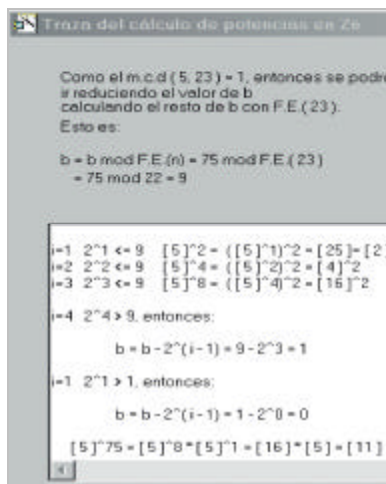 Traza del cálculo de potencias en Z6
Como el m.c.d ( 5, 23 ) = 1, entonces se podrá
ir reduciendo el valor de b
calculando el resto de b con F.E.( 23 ).
Esto es:
b = b mod F.E.(n) = 75 mod F.E.( 23 )
= 75 mod 22 = 9
i=1 2^1 <= 9 [5]^2 = ([5]^1)^2 = [25]= [2
i=2 2^2 <= 9 [5]^4 = ([5]^2)^2 = [4]^2
i=3 2^3 <= 9 [5]^8 = ([5]^4)^2 = [16]^2
i=4 2^4 > 9, entonces:
b = b - 2^(i-1) = 9 - 2^3 = 1
i=1 2^1 > 1, entonces:
b = b - 2^(i-1) = 1 - 2^0 = 0
[5]^75 = [5]^8*[5]^1 = [16]*[5] = [11]